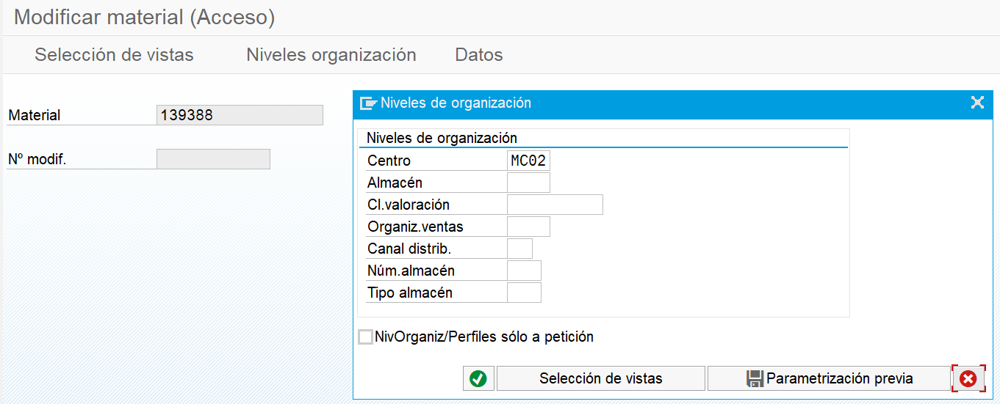 Modificar material (Acceso)
Selección de vistas Niveles organización Datos
Material 139388
Nº modif.
Niveles de organización
Niveles de organización
Centro MC02
Almacén
Cl.valoración
Organiz.ventas
Canal distrib.
Núm.almacén
Tipo almacén
NivOrganiz/Perfiles sólo a petición
Selección de vistas Parametrización previa